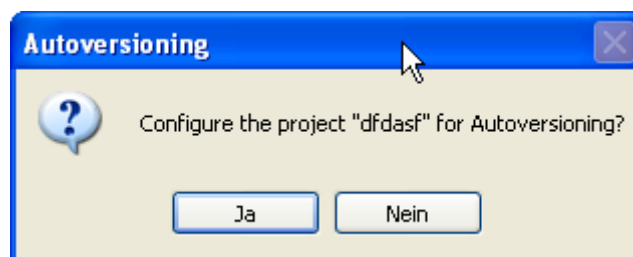 Autoversioning
Configure the project "dfdasf" for Autoversioning?
Ja Nein